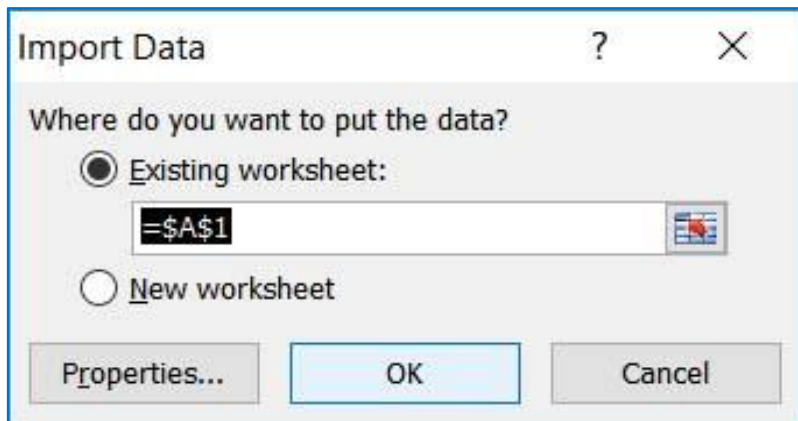 Import Data ?
Where do you want to put the data?
Existing worksheet:
=$A$1
New worksheet
Properties... OK Cancel